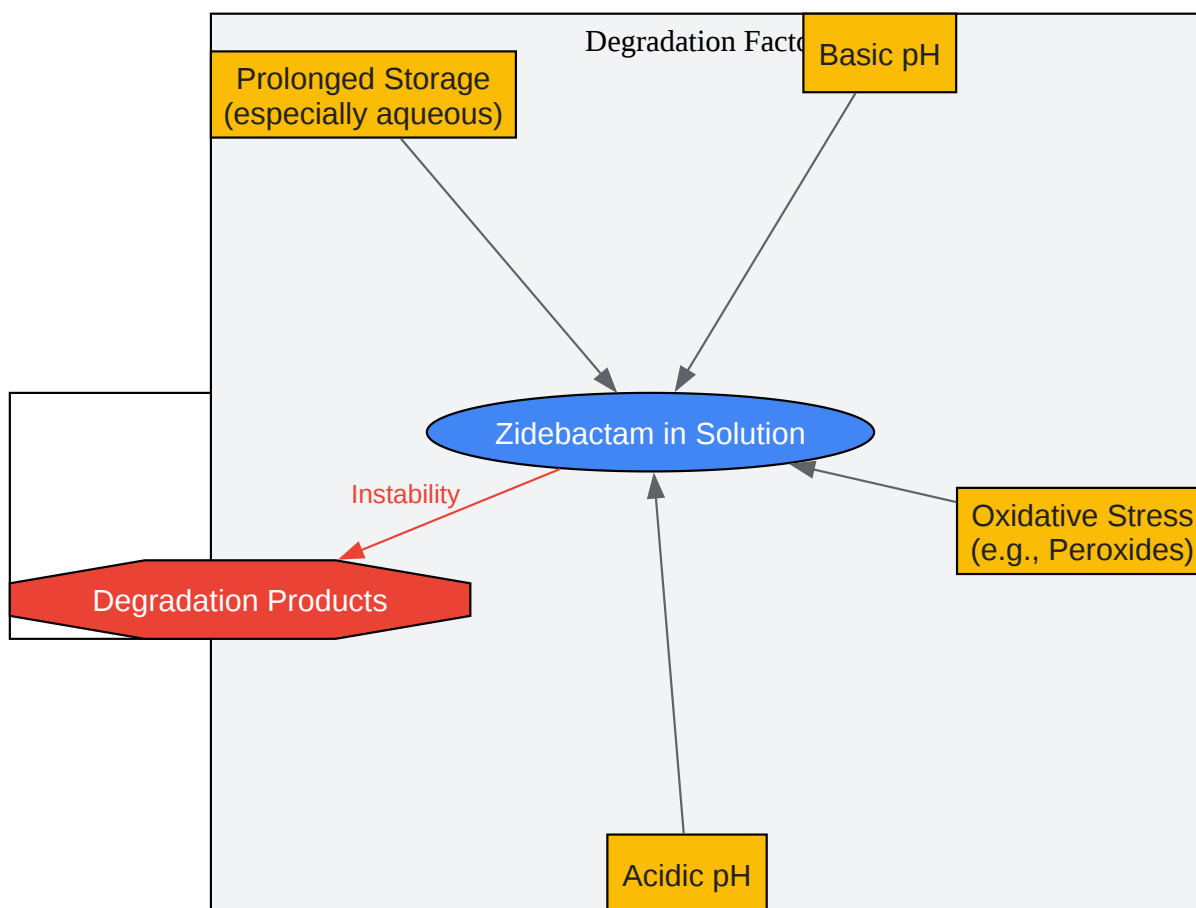 Degradation Facto
Basic pH
Prolonged Storage
(especially aqueous)
Zidebactam in Solution
Instability
Oxidative Stress
(e.g., Peroxides)
Degradation Products
Acidic pH